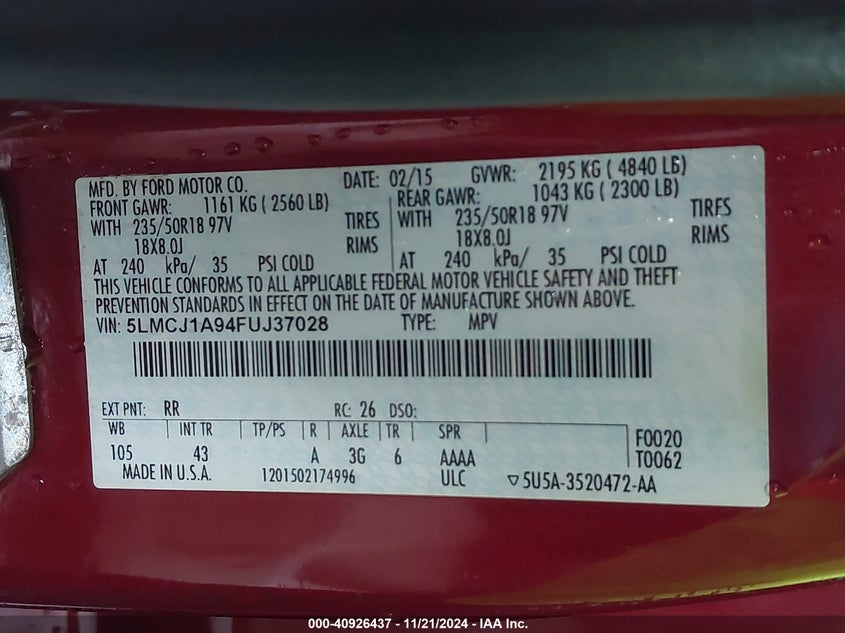 MFD. BY FORD MOTOR CO. DATE: 02/15 GVWR: 2195 KG ( 4840 LB)
FRONT GAWR: 1161 KG ( 2560 LB) REAR GAWR: 1043 KG ( 2300 LB)
WITH 235/50R18 97V TIRES WITH 235/50R18 97V TIRES
18X8.0J RIMS 18X8.0J RIMS
AT 240 kPa/ 35 PSI COLD AT 240 kPa/ 35 PSI COLD
THIS VEHICLE CONFORMS TO ALL APPLICABLE FEDERAL MOTOR VEHICLE SAFETY AND THEFT
PREVENTION STANDARDS IN EFFECT ON THE DATE OF MANUFACTURE SHOWN ABOVE.
VIN: 5LMCJ1A94FUJ37028 TYPE: MPV
EXT PNT: RR RC: 26 DSO:
WB INT TR TP/PS R AXLE TR SPR F0020
105 43 A 3G 6 AAAA T0062
MADE IN U.S.A. 1201502174996 ULC ▽5U5A-3520472-AA
000-40926437 - 11/21/2024 - IAA Inc.